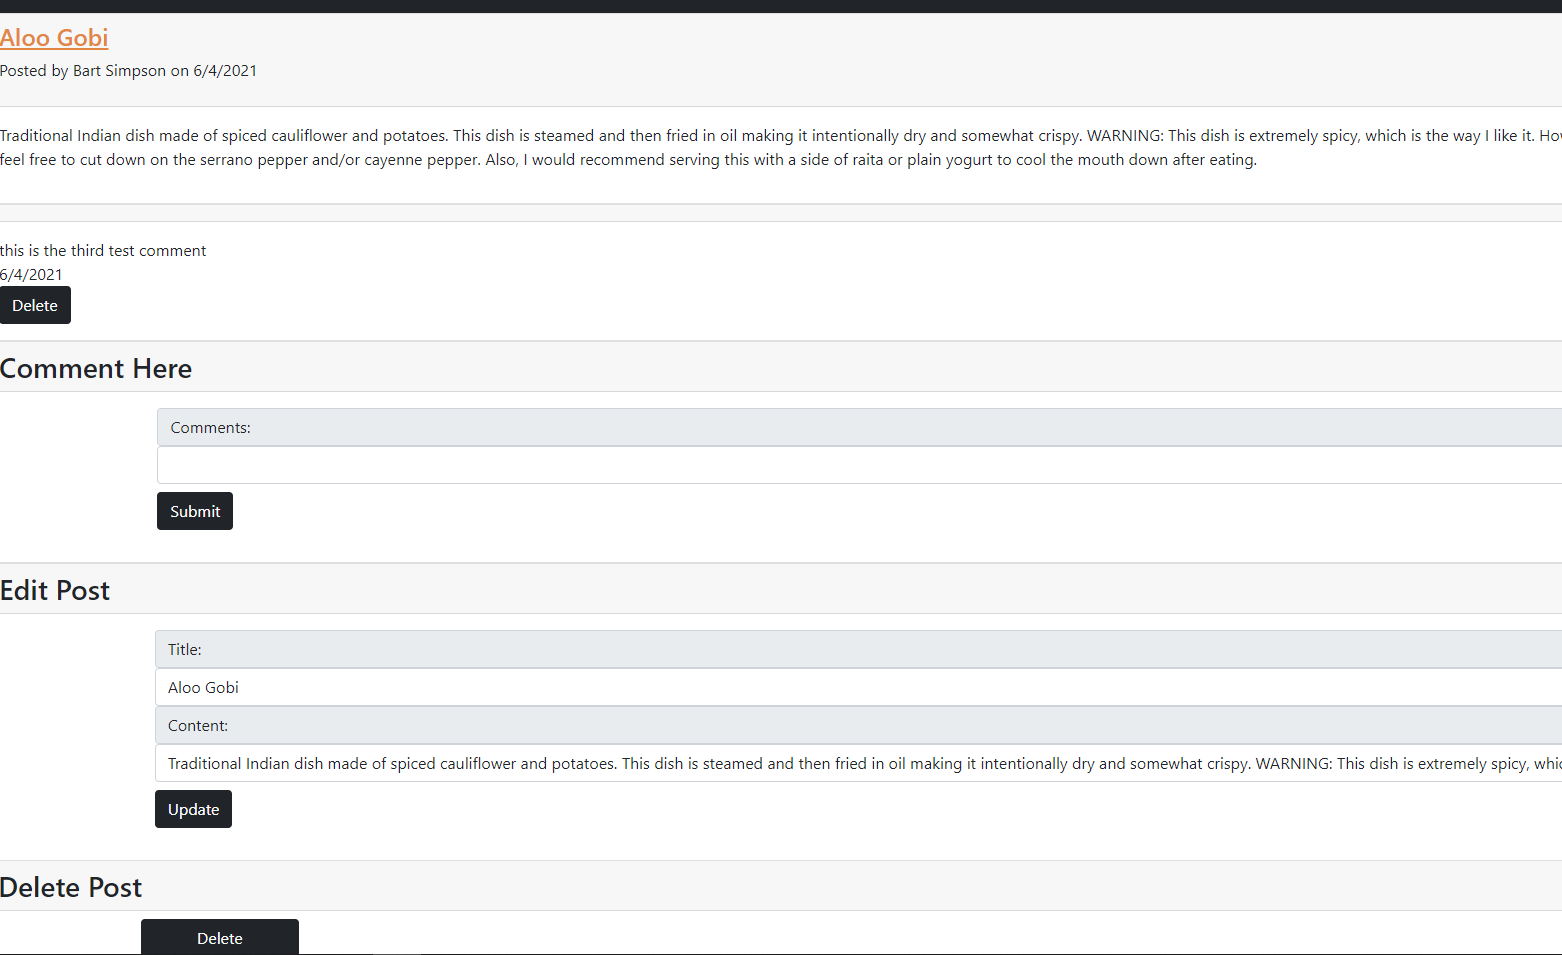 Aloo Gobi
Posted by Bart Simpson on 6/4/2021
Traditional Indian dish made of spiced cauliflower and potatoes. This dish is steamed and then fried in oil making it intentionally dry and somewhat crispy. WARNING: This dish is extremely spicy, which is the way I like it.
feel free to cut down on the serrano pepper and/or cayenne pepper. Also, I would recommend serving this with a side of raita or plain yogurt to cool the mouth down after eating.
this is the third test comment
6/4/2021
Delete
Comment Here
Comments:
Submit
Edit Post
Title:
Aloo Gobi
Content:
Traditional Indian dish made of spiced cauliflower and potatoes. This dish is steamed and then fried in oil making it intentionally dry and somewhat crispy. WARNING: This dish is extremely spicy,
Update
Delete Post
Delete